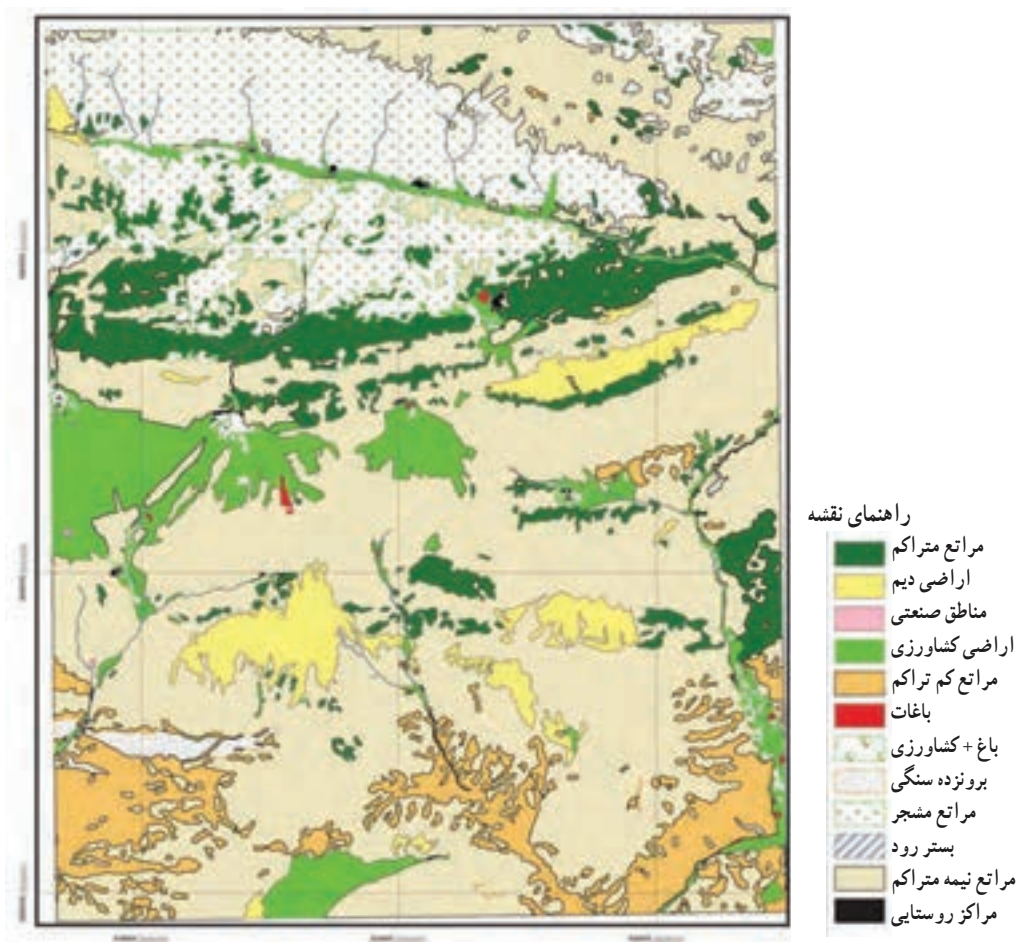 راهنمای نقشه
مراتع متراکم
اراضی دیم
مناطق صنعتی
اراضی کشاورزی
مراتع کم تراکم
باغات
باغ + کشاورزی
برونزده سنگی
مراتع مشجر
بستر رود
مراتع نیمه متراکم
مراکز روستایی